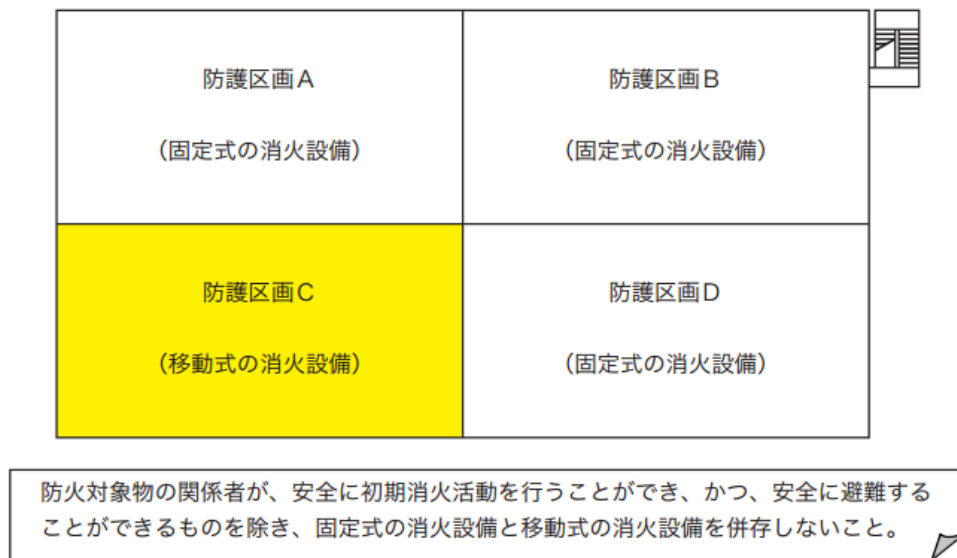 防護区画A
防護区画B
(固定式の消火設備)
(固定式の消火設備)
防護区画C
防護区画D
(移動式の消火設備)
(固定式の消火設備)
防火対象物の関係者が、安全に初期消火活動を行うことができ、かつ、安全に避難する
ことができるものを除き、固定式の消火設備と移動式の消火設備を併存しないこと。